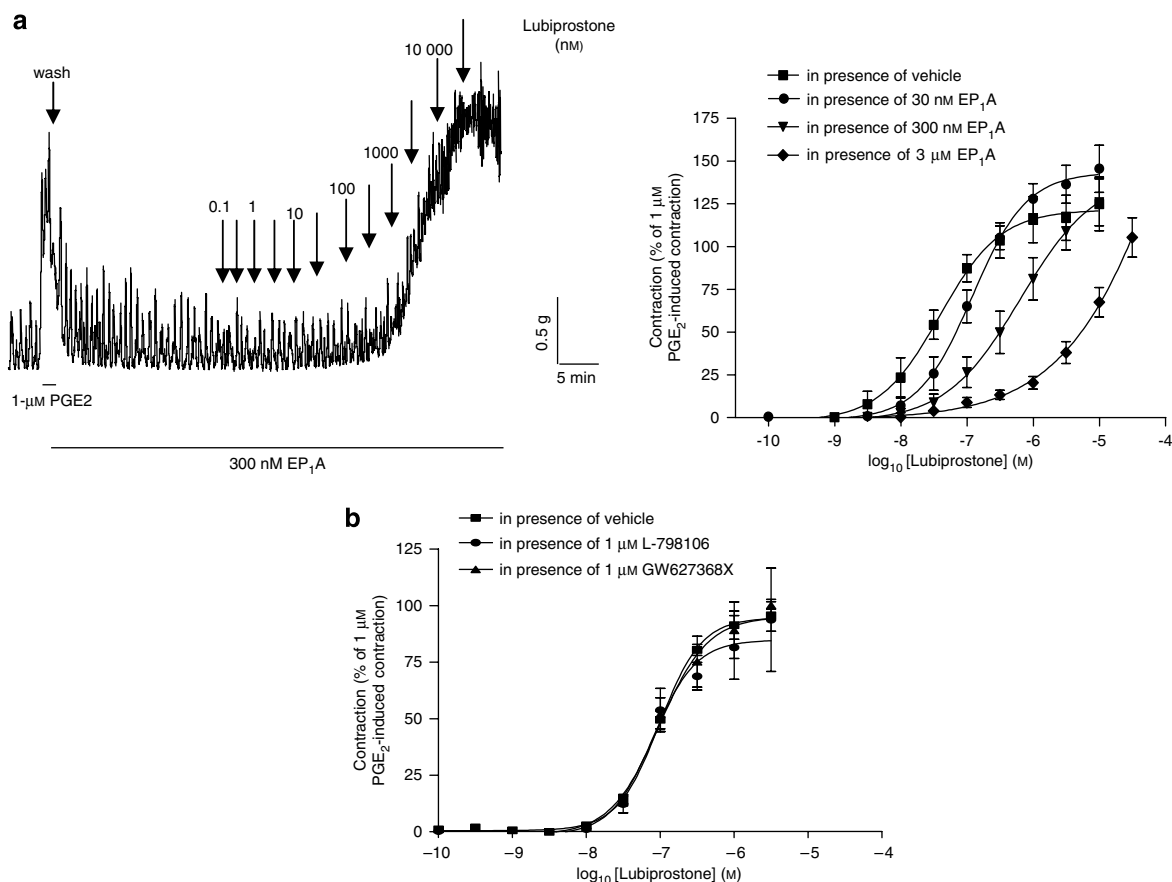 a
Lubiprostone
(nM)
wash
0.1
1
10
100
1000
10 000
0.5 g
5 min
1-μM PGE2
300 nM EP₁A
in presence of vehicle
in presence of 30 nM EP₁A
in presence of 300 nM EP₁A
in presence of 3 μM EP₁A
Contraction (% of 1 μM
PGE₂-induced contraction)
175
150
125
100
75
50
25
0
-10
-9
-8
-7
-6
-5
-4
log₁₀ [Lubiprostone] (M)
b
in presence of vehicle
in presence of 1 μM L-798106
in presence of 1 μM GW627368X
Contraction (% of 1 μM
PGE₂-induced contraction)
125
100
75
50
25
0
−10
−9
−8
−7
−6
−5
−4
log₁₀ [Lubiprostone] (M)